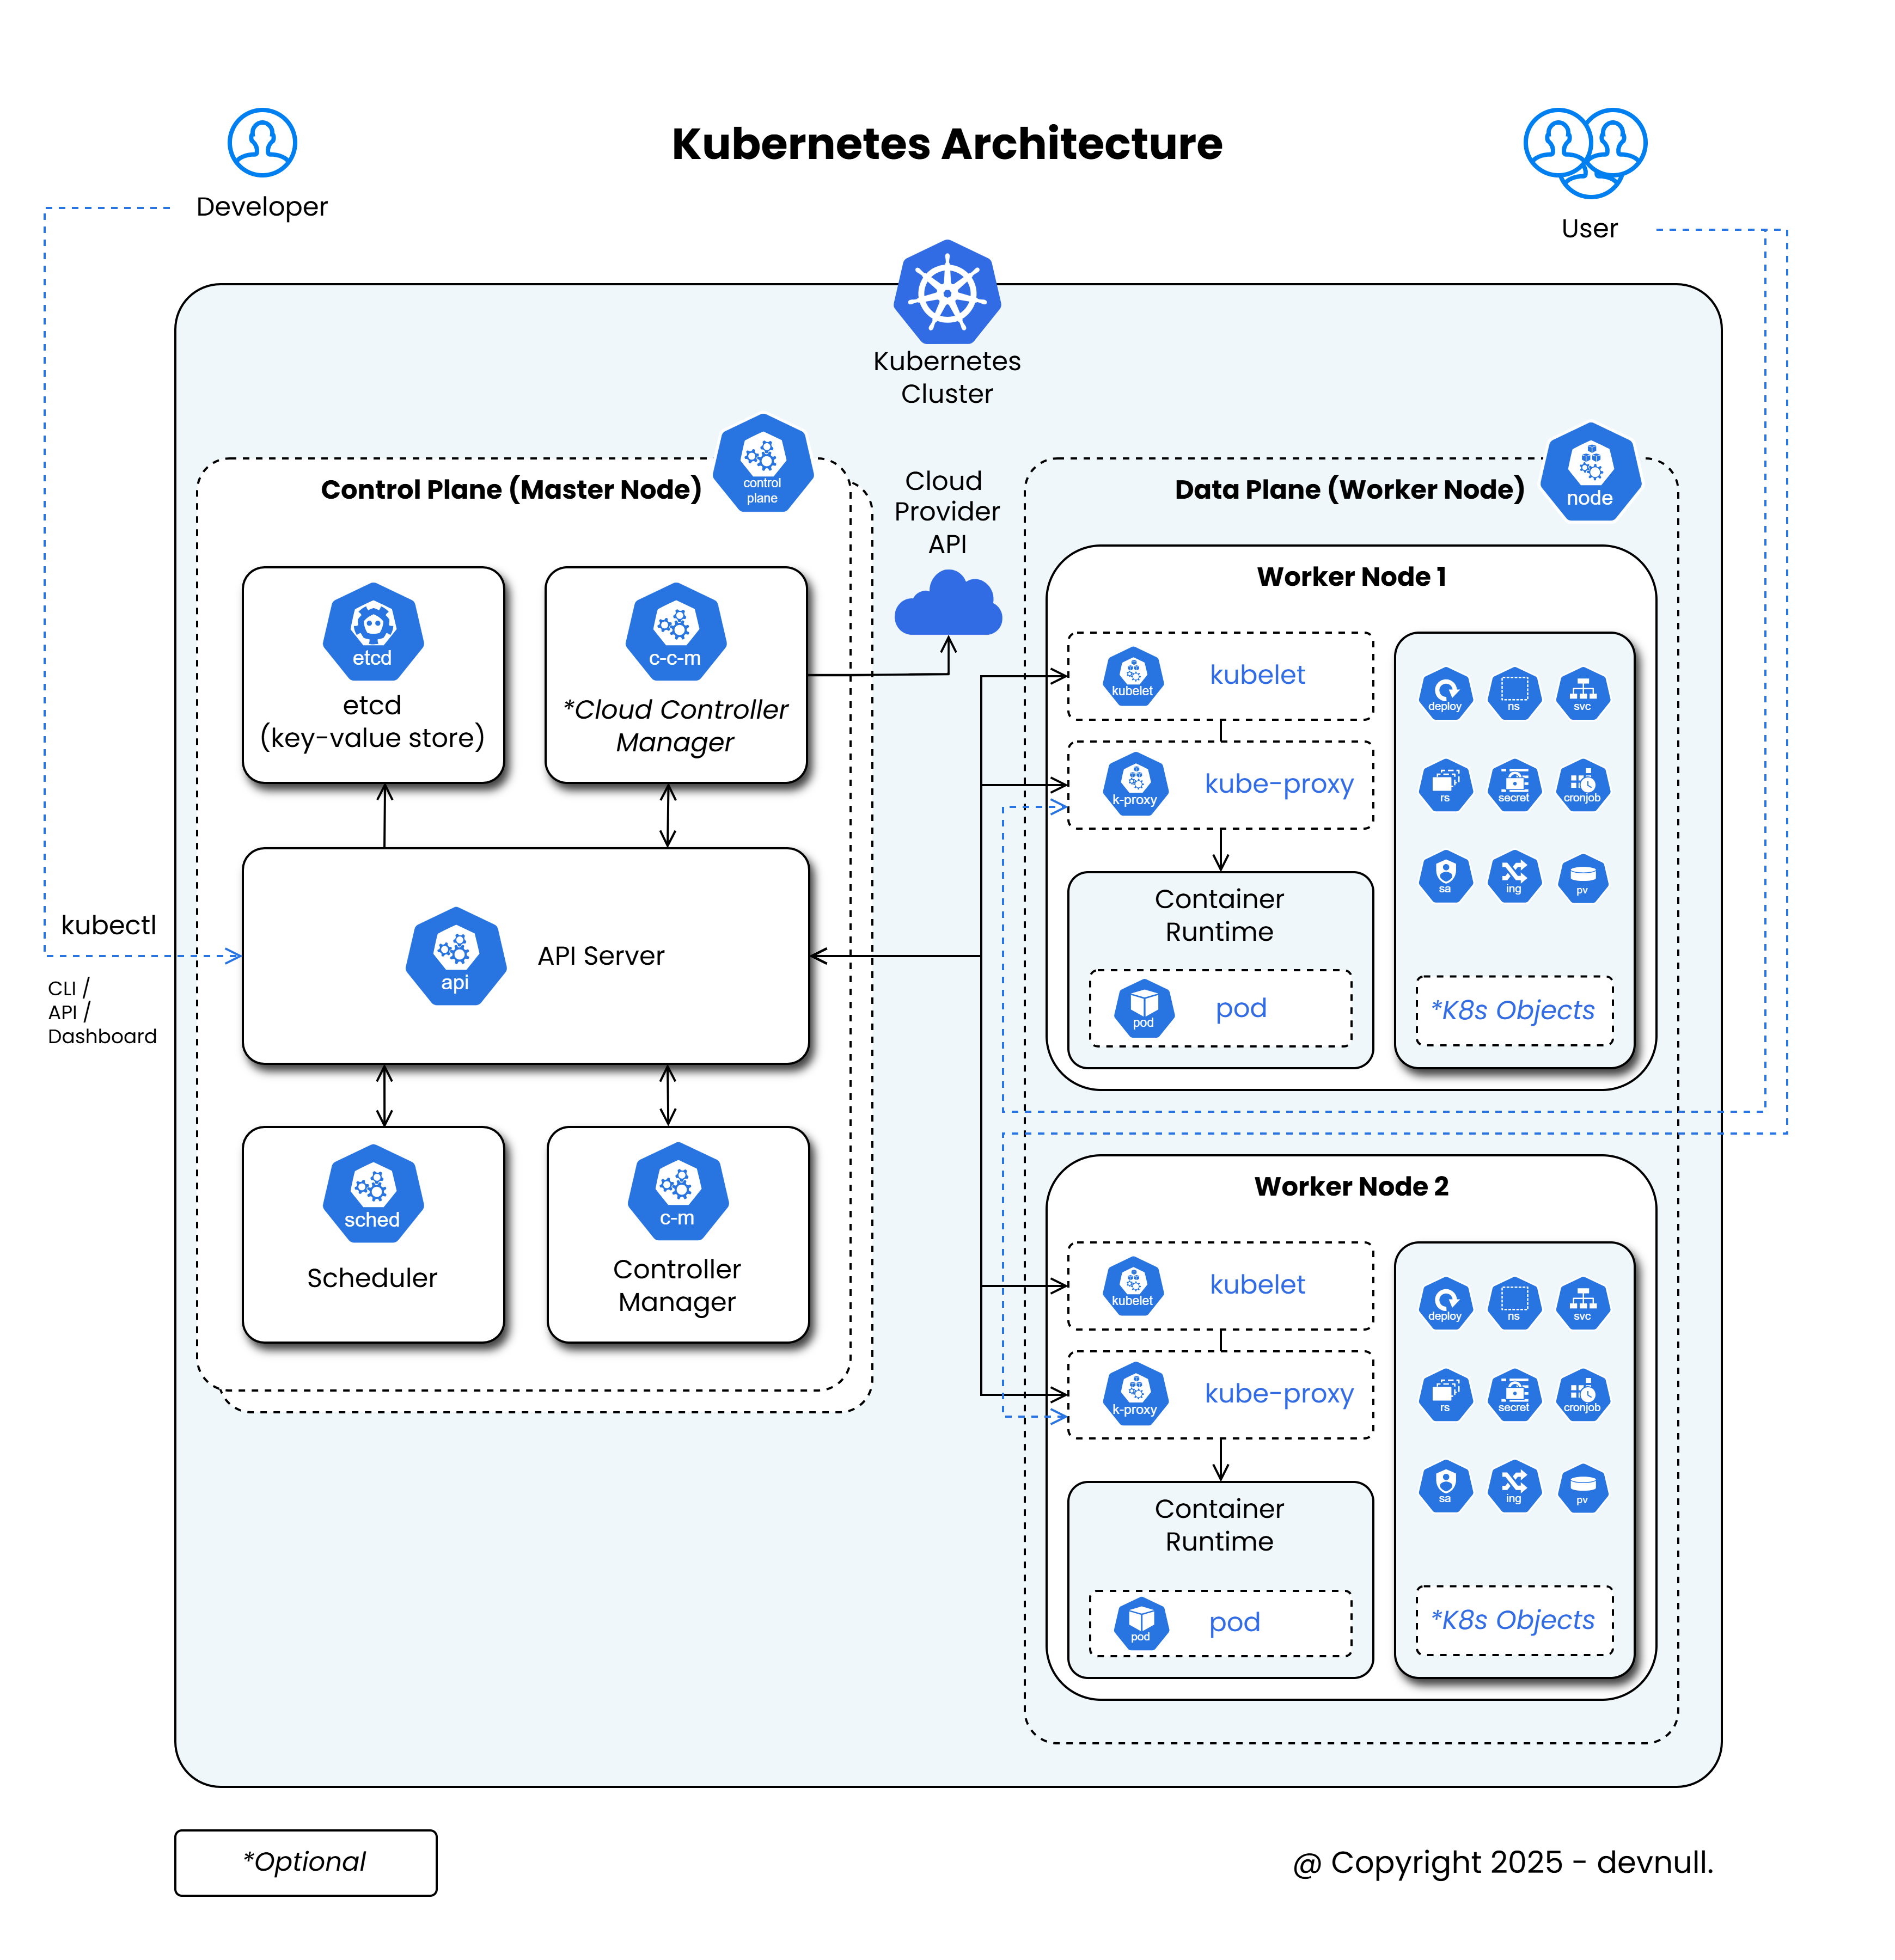 Kubernetes Architecture
Developer
User
Kubernetes
Cluster
Control Plane (Master Node)
control
plane
Cloud
Provider
API
Data Plane (Worker Node)
node
etcd
etcd
(key-value store)
c-c-m
*Cloud Controller
Manager
api
API Server
kubectl
CLI /
API /
Dashboard
sched
Scheduler
c-m
Controller
Manager
Worker Node 1
kubelet
kubelet
k-proxy
kube-proxy
Container
Runtime
pod
pod
deploy
ns
svc
rs
secret
cronjob
sa
ing
pv
*K8s Objects
Worker Node 2
kubelet
kubelet
k-proxy
kube-proxy
Container
Runtime
pod
pod
deploy
ns
svc
rs
secret
cronjob
sa
ing
pv
*K8s Objects
*Optional
@ Copyright 2025 - devnull.